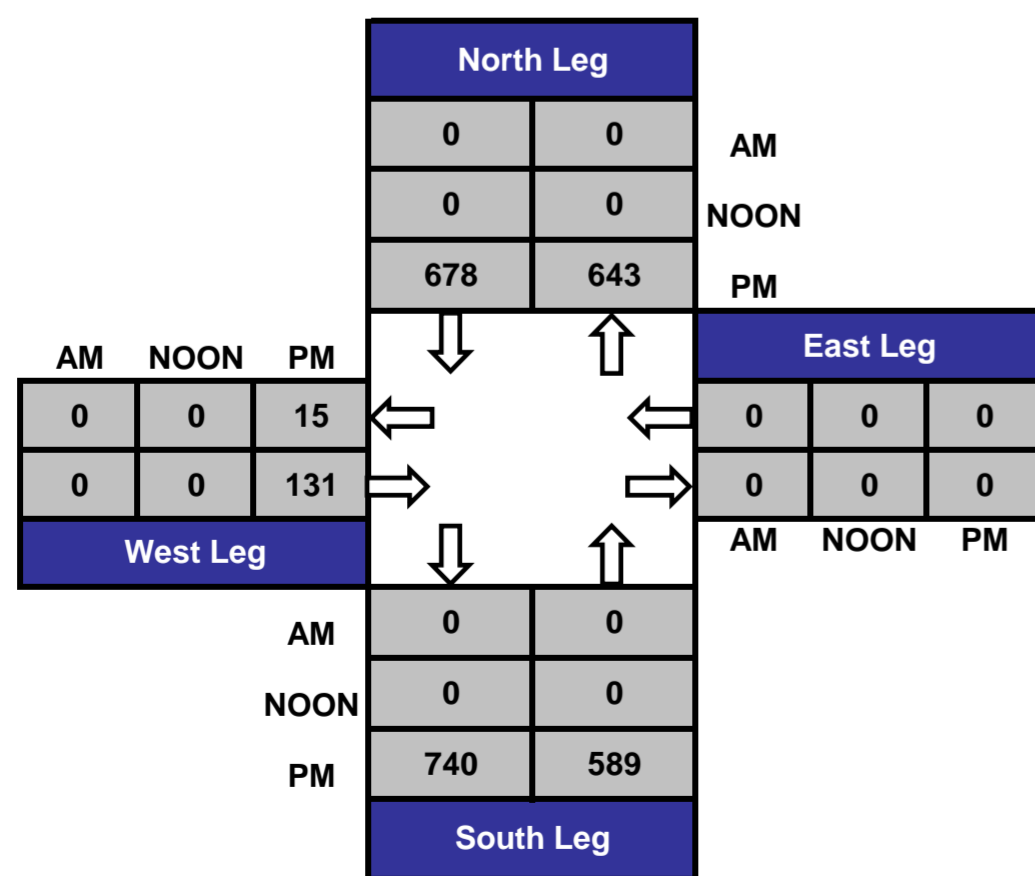 North Leg
0 0 AM
0 0 NOON
678 643 PM
AM NOON PM East Leg
0 0 15 0 0 0
0 0 131 0 0 0
West Leg AM NOON PM
AM 0 0
NOON 0 0
PM 740 589
South Leg